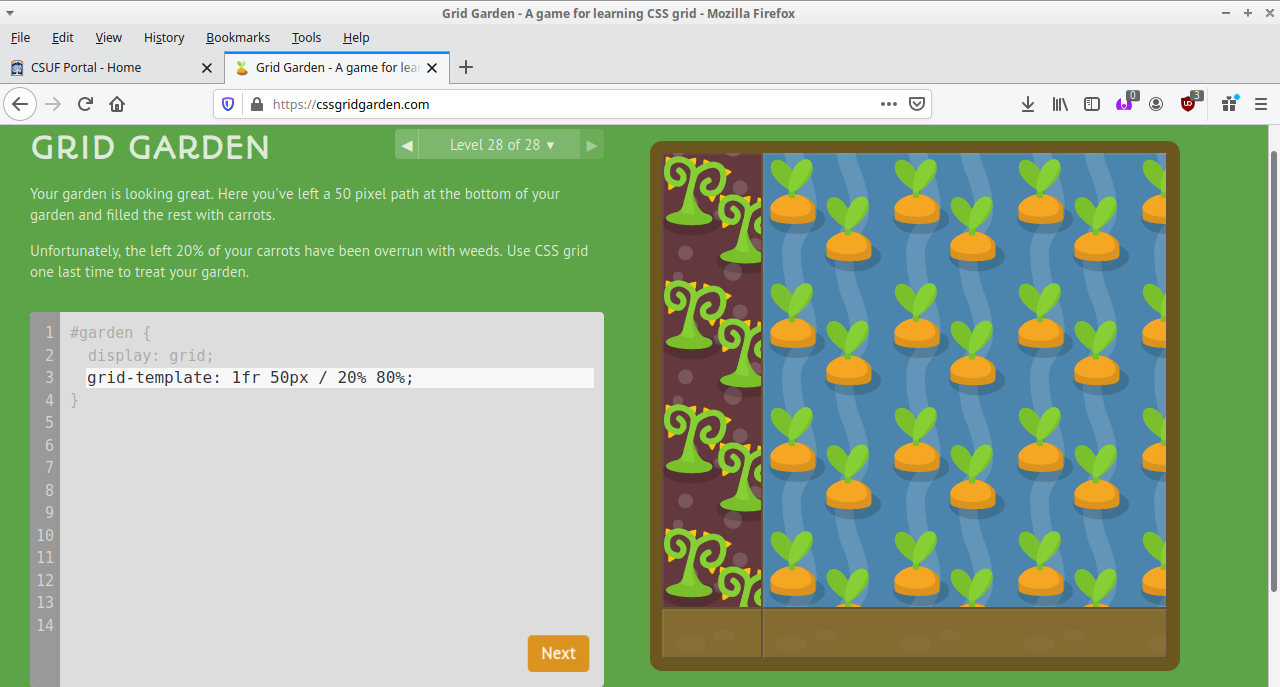 Grid Garden - A game for learning CSS grid - Mozilla Firefox
File Edit View History Bookmarks Tools Help
CSUF Portal - Home
Grid Garden - A game for lea
https://cssgridgarden.com
0
3
GRID GARDEN
Level 28 of 28
Your garden is looking great. Here you've left a 50 pixel path at the bottom of your
garden and filled the rest with carrots.
Unfortunately, the left 20% of your carrots have been overrun with weeds. Use CSS grid
one last time to treat your garden.
1 #garden {
2 display: grid;
3 grid-template: 1fr 50px / 20% 80%;
4 }
5
6
7
8
9
10
11
12
13
14
Next